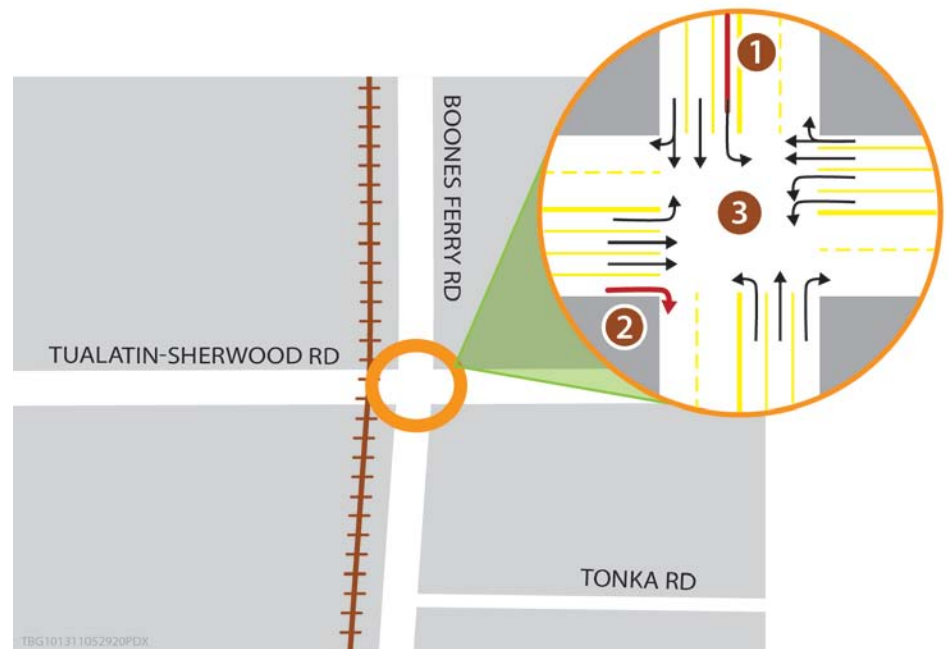 1
BOONES FERRY RD
3
2
TUALATIN-SHERWOOD RD
TONKA RD
TBG101311052920PDX